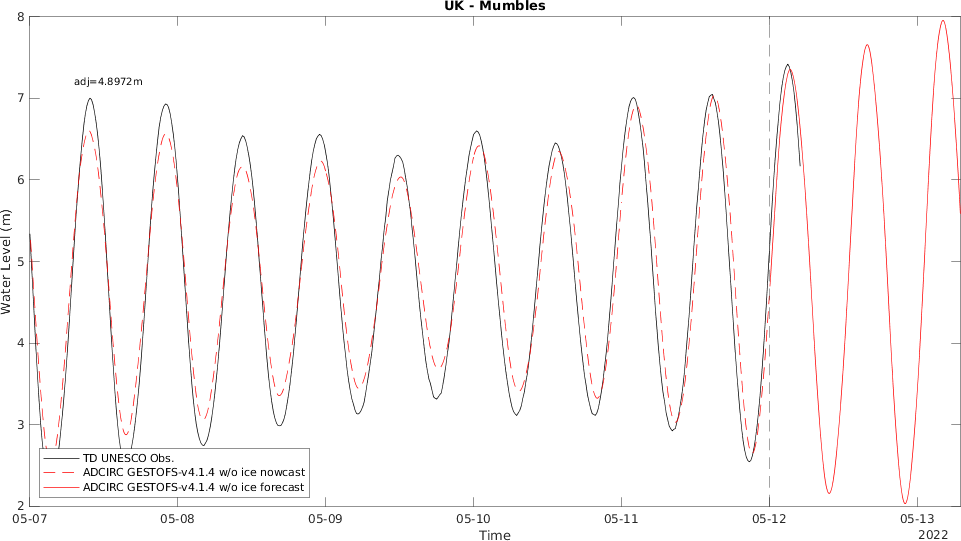 UK - Mumbles
adj=4.8972m
8
7
6
5
4
3
2
Water Level (m)
TD UNESCO Obs.
ADCIRC GESTOFS-v4.1.4 w/o ice nowcast
ADCIRC GESTOFS-v4.1.4 w/o ice forecast
05-07 05-08 05-09 05-10 05-11 05-12 05-13
Time 2022